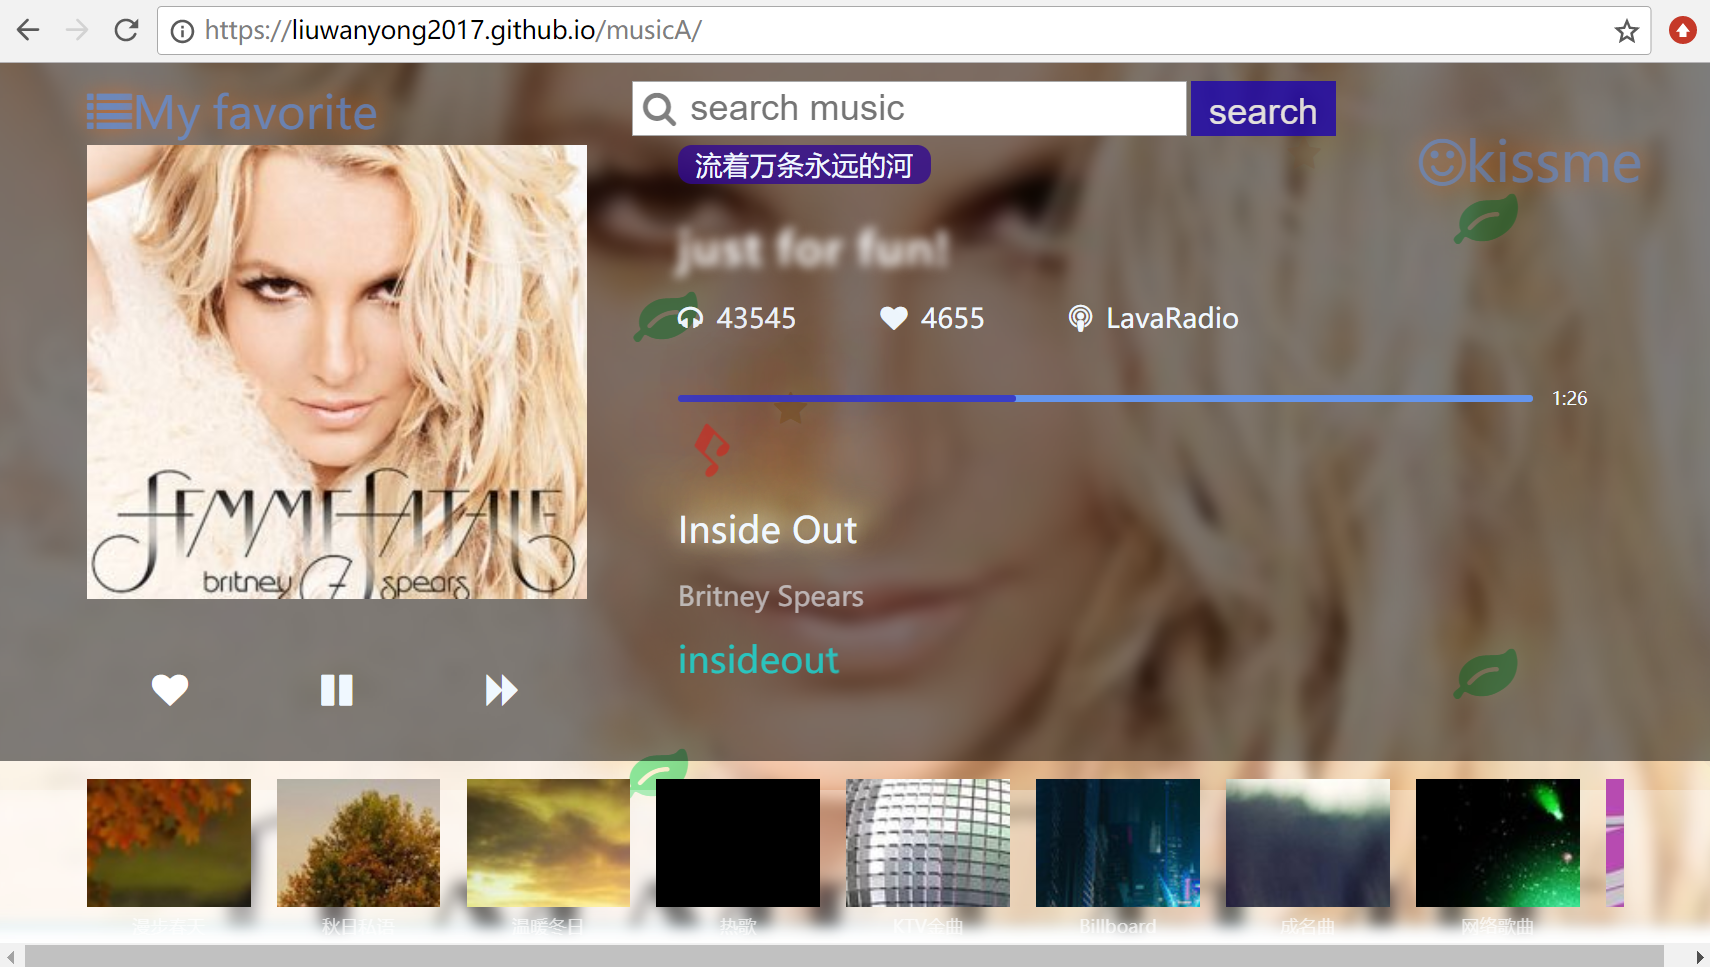 https://liuwanyong2017.github.io/musicA/
My favorite
search music
search
流着万条永远的河
kissme
just for fun!
43545
4655
LavaRadio
1:26
FEMME FATALE
britney spears
Inside Out
Britney Spears
insideout
漫步春天
秋日私语
温暖冬日
热歌
KTV金曲
Billboard
成名曲
网络歌曲